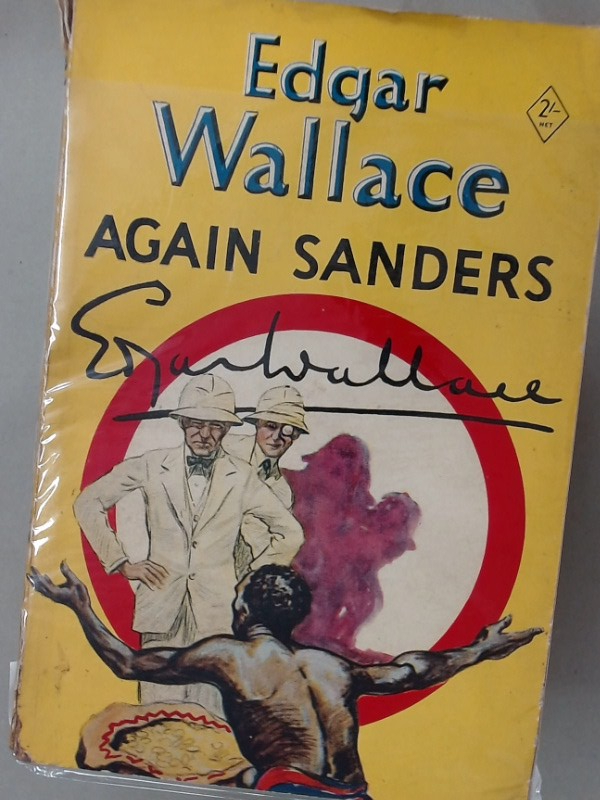 Edgar
Wallace
2/-
NET
AGAIN SANDERS
Edgar Wallace